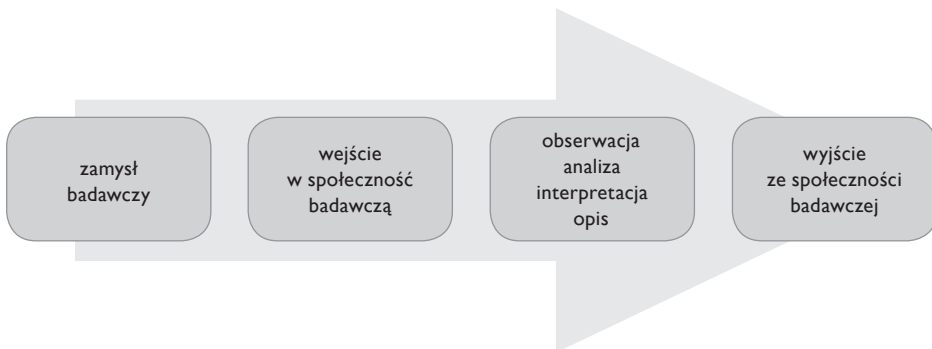 zamysł
badawczy
wejście
w społeczność
badawczą
obserwacja
analiza
interpretacja
opis
wyjście
ze społeczności
badawczej